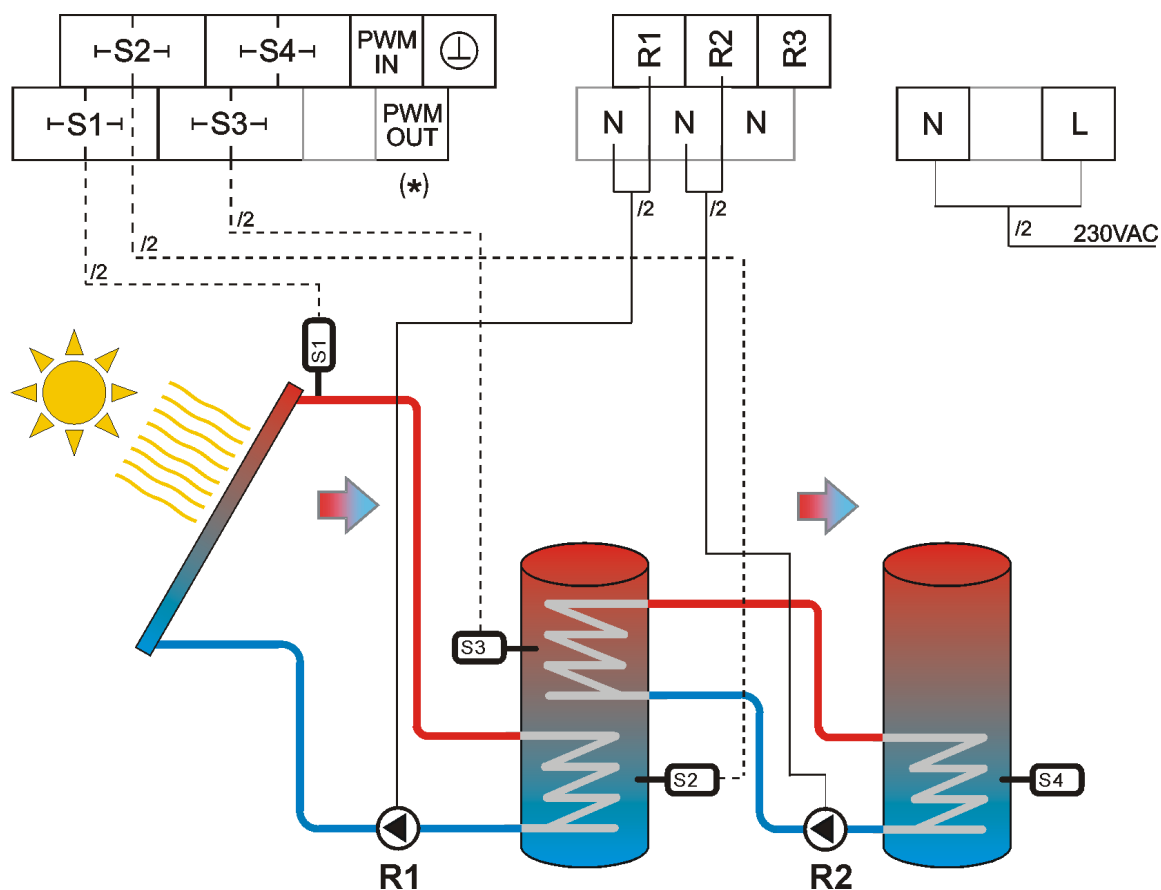 S2 S4 PWM IN
S1 S3 PWM OUT
(*)
R1 R2 R3
N N N
N L
/2
/2
/2
/2
/2
/2
230VAC
S1
S3
S2
S4
R1
R2